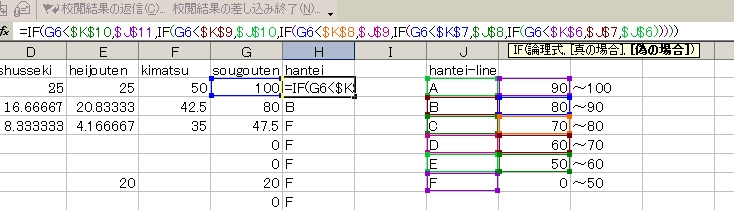 校閲結果の返信(C)... 校閲結果の差し込み終了(N)...
fx =IF(G6<$K$10,$J$11,IF(G6<$K$9,$J$10,IF(G6<$K$8,$J$9,IF(G6<$K$7,$J$8,IF(G6<$K$6,$J$7,$J$6)))))
IF(論理式, [真の場合], [偽の場合])
D E F G H I J K L
shusseki heijouten kimatsu sougouten hantei hantei-line
25 25 50 100 =IF(G6<$K A 90 ～100
16.66667 20.83333 42.5 80 B B 80 ～90
8.333333 4.166667 35 47.5 F C 70 ～80
0 F D 60 ～70
0 F E 50 ～60
20 20 F F 0 ～50
0 F